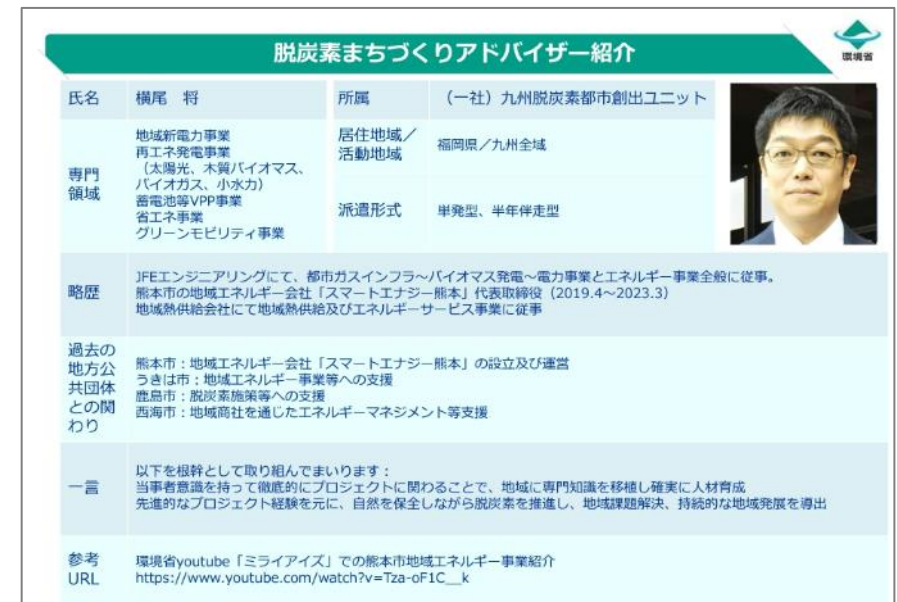 脱炭素まちづくりアドバイザー紹介
環境省
氏名
横尾 将
所属
(一社)九州脱炭素都市創出ユニット
専門
領域
地域新電力事業
再エネ発電事業
(太陽光、木質バイオマス、
バイオガス、小水力)
蓄電池等VPP事業
省エネ事業
グリーンモビリティ事業
居住地域/
活動地域
福岡県/九州全域
派遣形式
単発型、半年伴走型
略歴
JFEエンジニアリングにて、都市ガスインフラ~バイオマス発電~電力事業とエネルギー事業全般に従事。
熊本市の地域エネルギー会社「スマートエナジー熊本」代表取締役(2019.4~2023.3)
地域熱供給会社にて地域熱供給及びエネルギーサービス事業に従事
過去の
地方公
共団体
との関
わり
熊本市:地域エネルギー会社「スマートエナジー熊本」の設立及び運営
うきは市:地域エネルギー事業等への支援
鹿島市:脱炭素施策等への支援
西海市:地域商社を通じたエネルギーマネジメント等支援
一言
以下を根幹として取り組んでまいります:
当事者意識を持って徹底的にプロジェクトに関わることで、地域に専門知識を移植し確実に人材育成
先進的なプロジェクト経験を元に、自然を保全しながら脱炭素を推進し、地域課題解決、持続的な地域発展を導出
参考
URL
環境省youtube「ミライアイズ」での熊本市地域エネルギー事業紹介
https://www.youtube.com/watch?v=Tza-oF1C__k